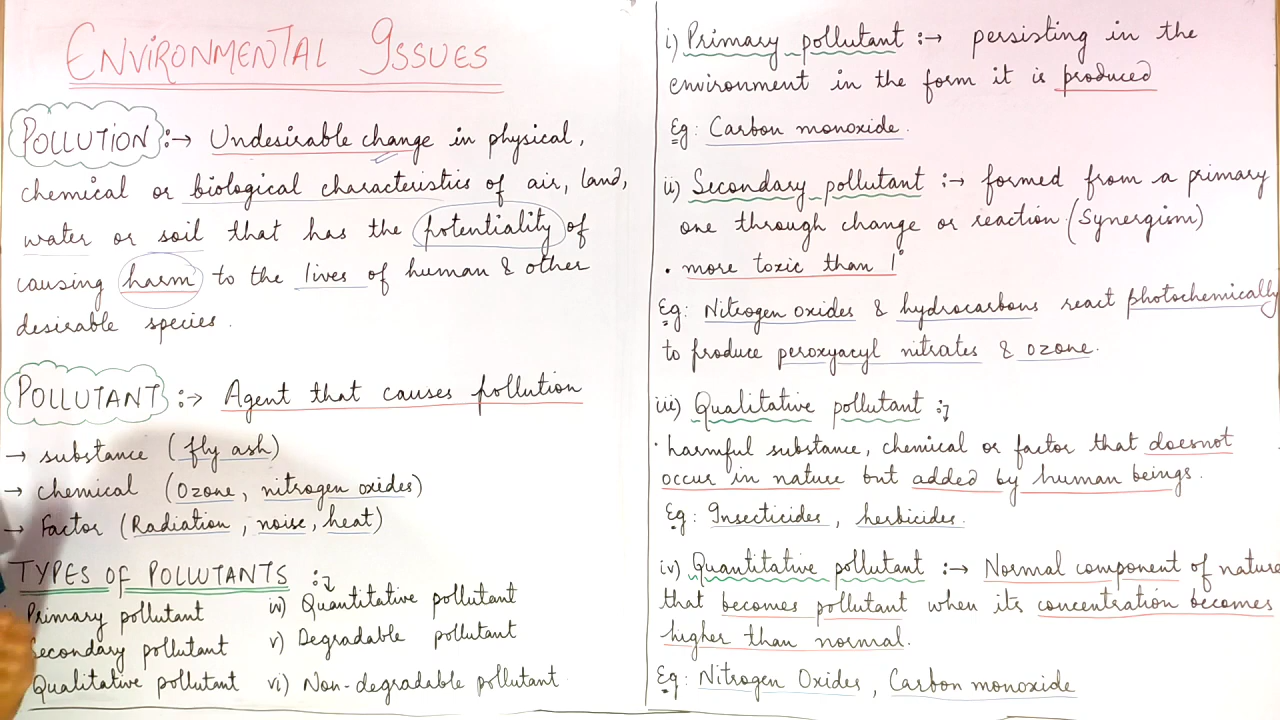 ENVIRONMENTAL ISSUES
POLLUTION :→ Undesirable change in physical,
chemical or biological characteristics of air, land,
water or soil that has the potentiality of
causing harm to the lives of human & other
desirable species.
POLLUTANT :→ Agent that causes pollution
→ substance (fly ash)
→ chemical (Ozone, nitrogen oxides)
→ Factor (Radiation, noise, heat)
TYPES OF POLLUTANTS :↴
Primary pollutant
Secondary pollutant
Qualitative pollutant
iv) Quantitative pollutant
v) Degradable pollutant
vi) Non-degradable pollutant
i) Primary pollutant :→ persisting in the
environment in the form it is produced
Eg: Carbon monoxide.
ii) Secondary pollutant :→ formed from a primary
one through change or reaction (Synergism)
• more toxic than 1°
Eg: Nitrogen oxides & hydrocarbons react photochemically
to produce peroxyacyl nitrates & ozone.
iii) Qualitative pollutant :↴
• harmful substance, chemical or factor that doesnot
occur in nature but added by human beings.
Eg: Insecticides, herbicides.
iv) Quantitative pollutant :→ Normal component of nature
that becomes pollutant when its concentration becomes
higher than normal.
Eg: Nitrogen Oxides, Carbon monoxide